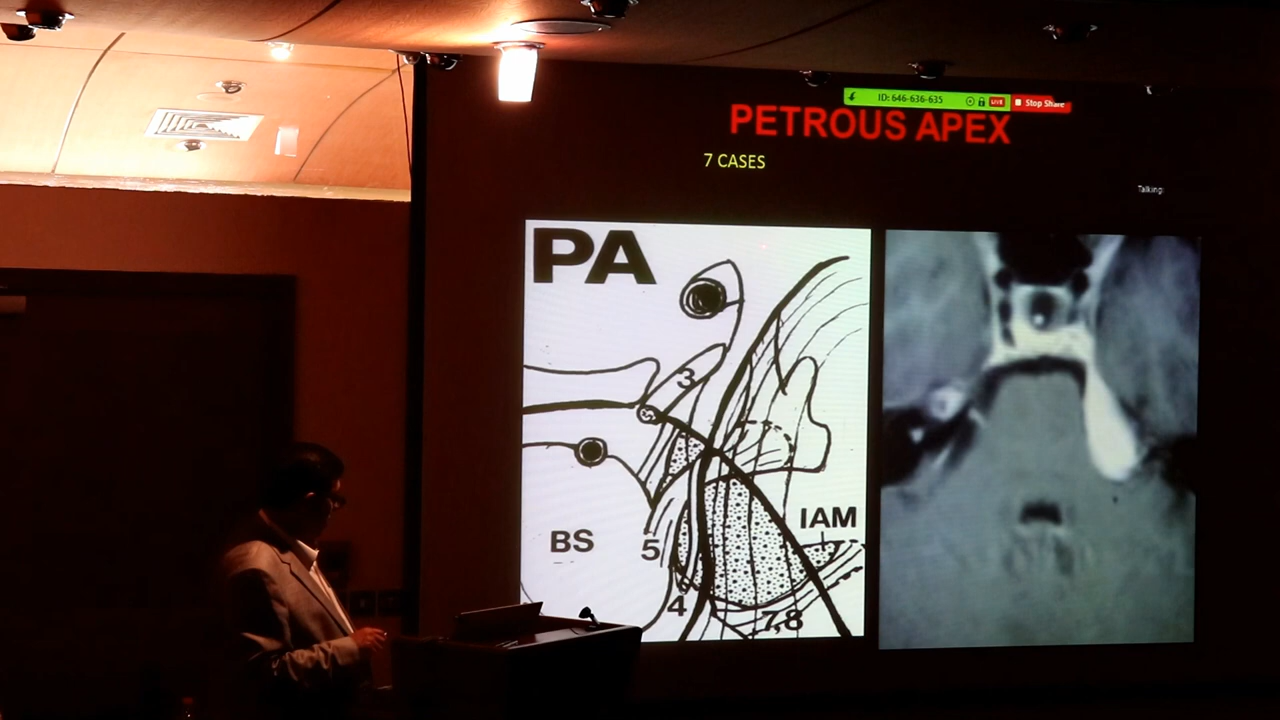 ID: 646-636-635
LIVE
Stop Share
PETROUS APEX
7 CASES
Talking:
PA
3
IAM
BS
5
4
7,8